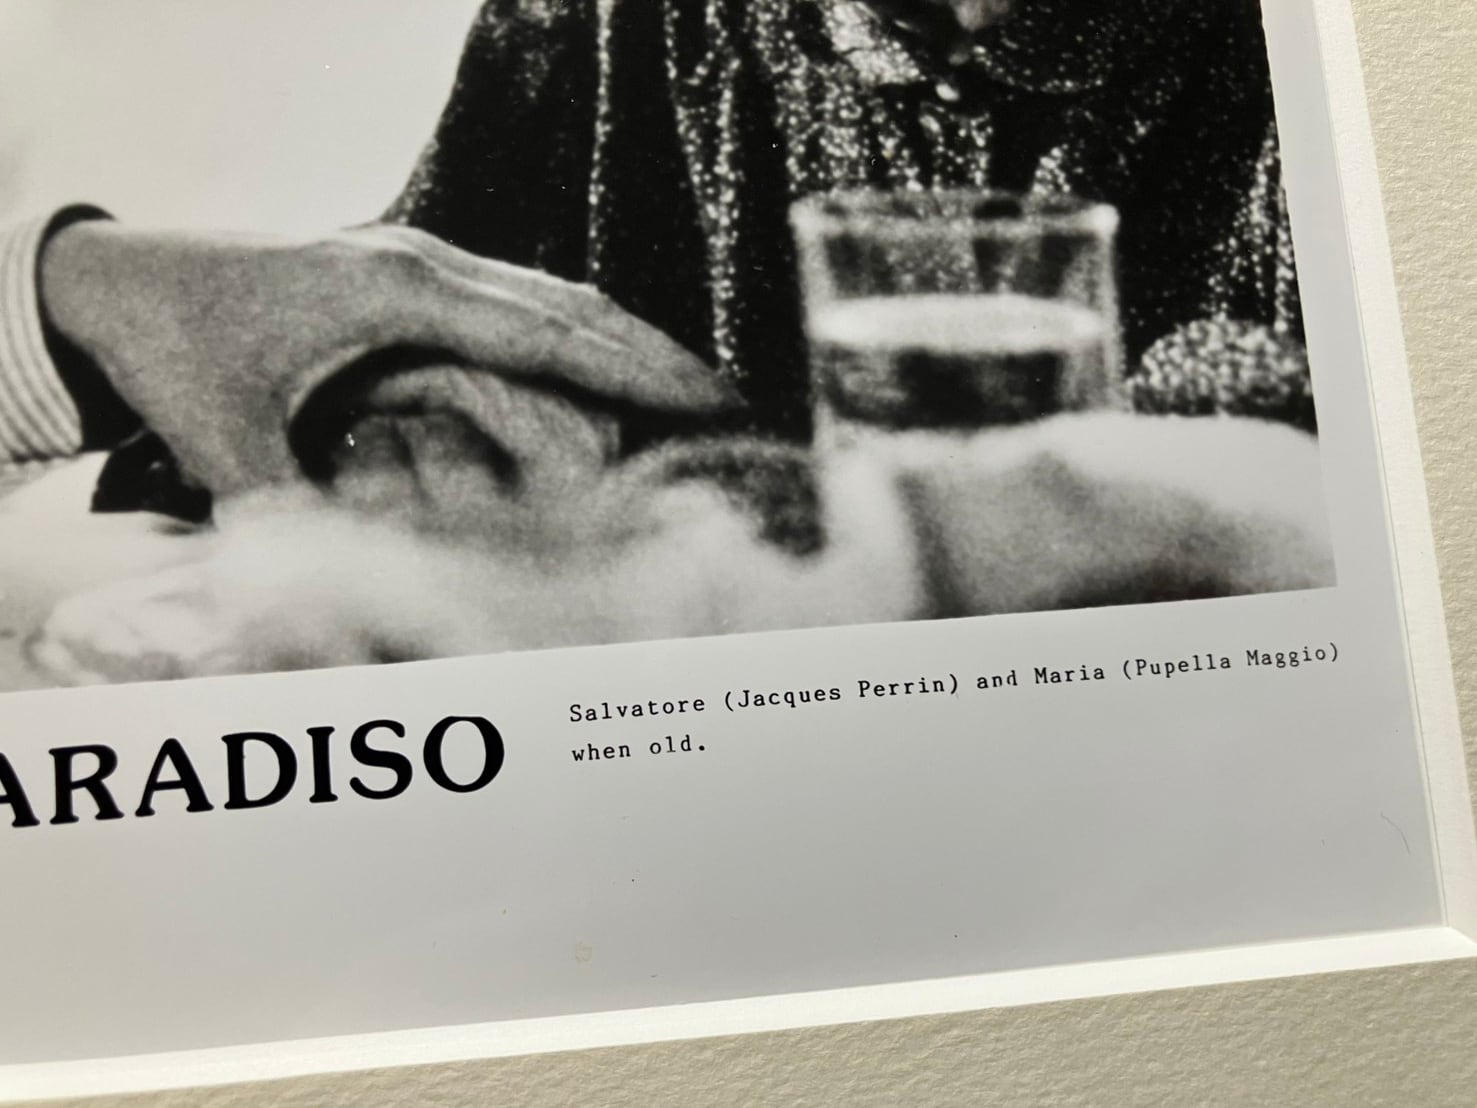 ARADISO
Salvatore (Jacques Perrin) and Maria (Pupella Maggio)
when old.